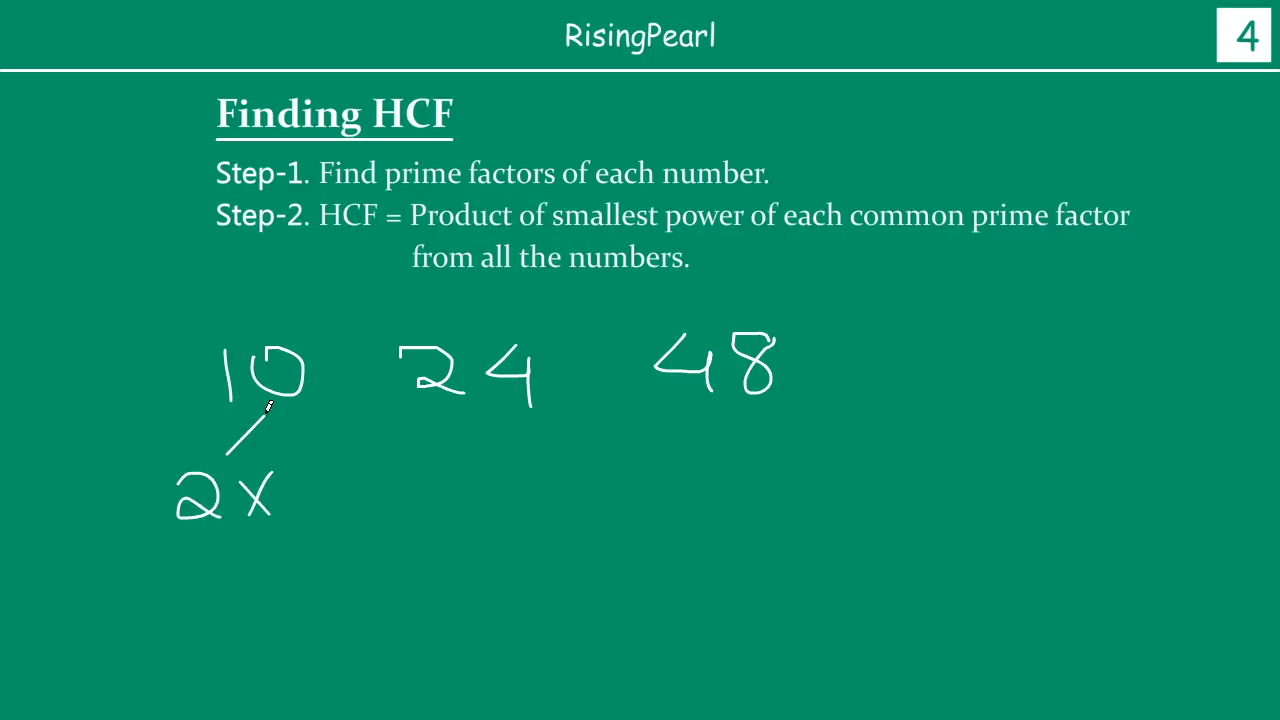 RisingPearl
4
Finding HCF
Step-1. Find prime factors of each number.
Step-2. HCF = Product of smallest power of each common prime factor
from all the numbers.
10 24 48
2x